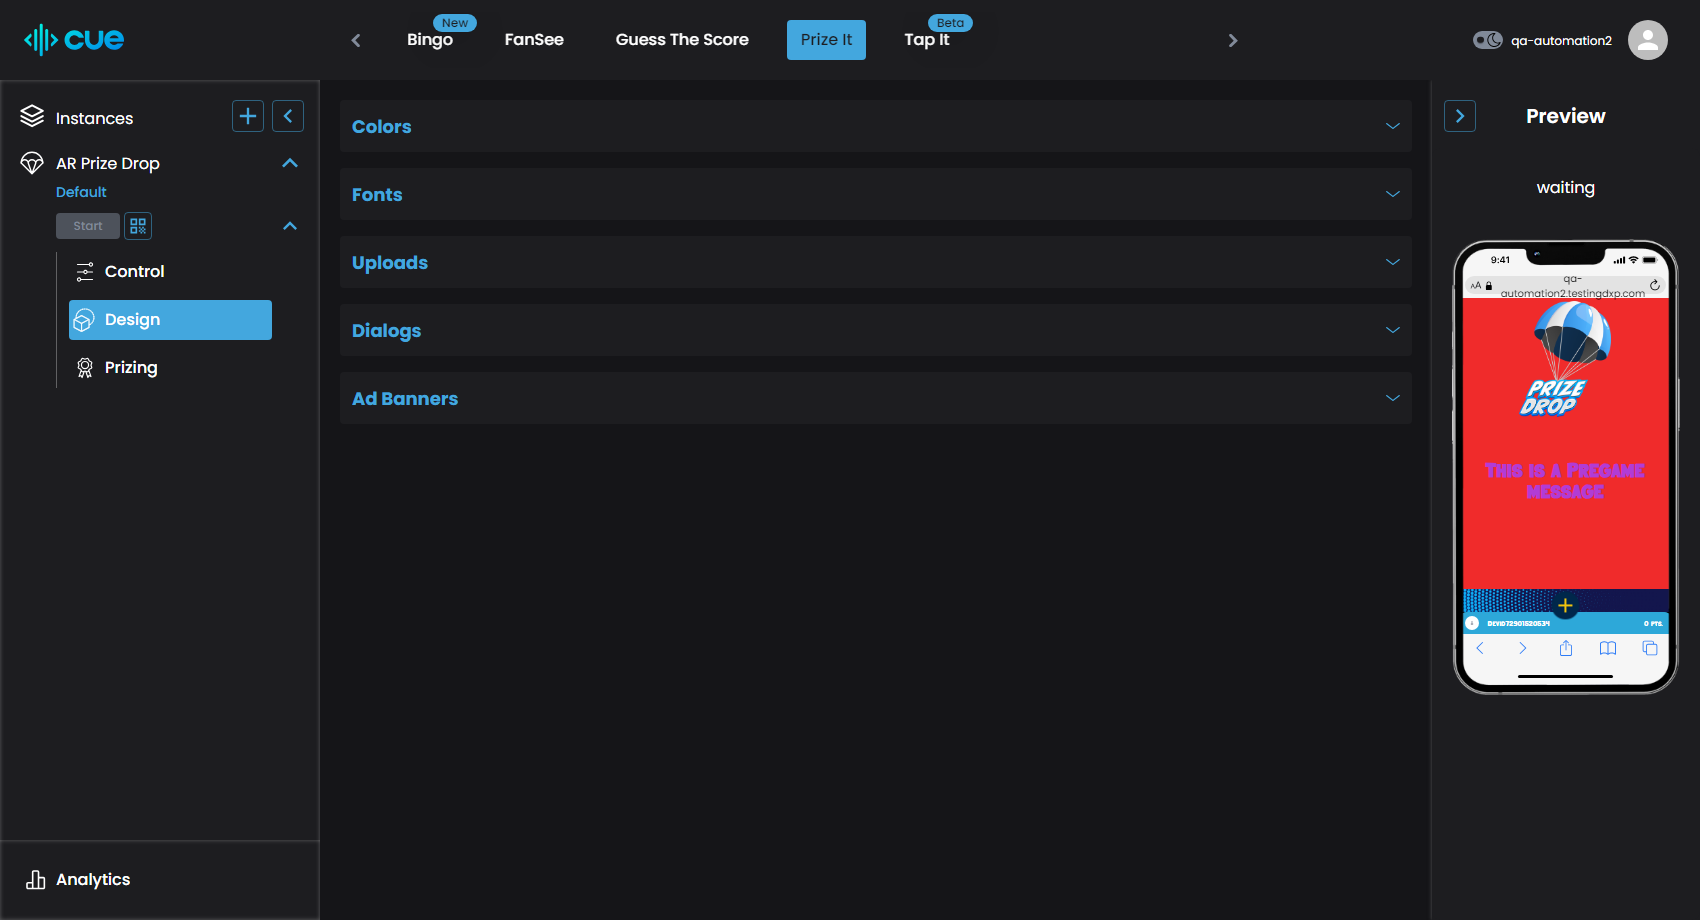 cue
New
Bingo
FanSee
Guess The Score
Prize It
Beta
Tap It
qa-automation2
Instances
AR Prize Drop
Default
Start
Control
Design
Prizing
Analytics
Colors
Fonts
Uploads
Dialogs
Ad Banners
Preview
waiting
9:41
AA
qa-
automation2.testingdxp.com
PRIZE
DROP
This is a Pregame
message
0 PTS.